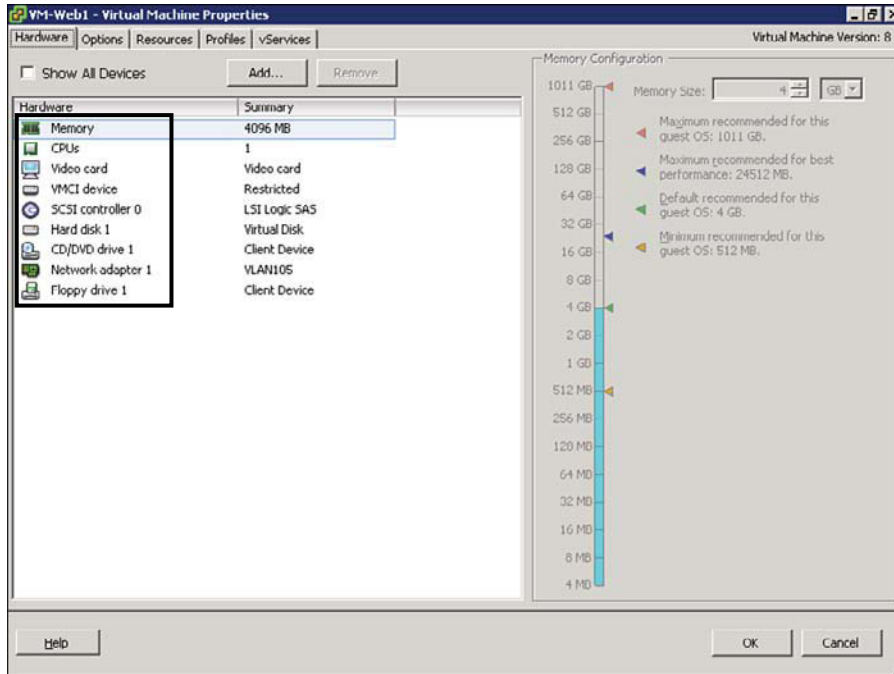 VM-Web1 - Virtual Machine Properties
Hardware Options Resources Profiles vServices Virtual Machine Version: 8
Show All Devices Add... Remove
Hardware Summary
Memory 4096 MB
CPUs 1
Video card Video card
VMCI device Restricted
SCSI controller 0 LSI Logic SAS
Hard disk 1 Virtual Disk
CD/DVD drive 1 Client Device
Network adapter 1 VLAN105
Floppy drive 1 Client Device
Memory Configuration
Memory Size: 4 GB
1011 GB
512 GB
256 GB
128 GB
64 GB
32 GB
16 GB
8 GB
4 GB
2 GB
1 GB
512 MB
256 MB
128 MB
64 MB
32 MB
16 MB
8 MB
4 MB
Maximum recommended for this
guest OS: 1011 GB.
Maximum recommended for best
performance: 24512 MB.
Default recommended for this
guest OS: 4 GB.
Minimum recommended for this
guest OS: 512 MB.
Help OK Cancel